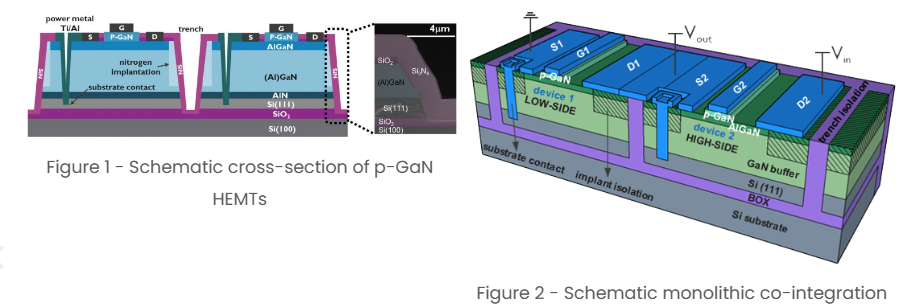 power metal
Ti/Al
G
S P-GaN D
trench
G
S P-GaN D
AlGaN
AlGaN
nitrogen
implantation
SiN
SiN
SiN
(Al)GaN
substrate contact
AlN
Si(111)
SiO₂
Si(100)
4µm
SiO₂
Si₃N₄
(Al)GaN
Si(111)
SiO₂
Si(100)
Figure 1 - Schematic cross-section of p-GaN
HEMTs
Vout
Vin
S1
G1
D1
S2
G2
D2
p-GaN
device 1
LOW-SIDE
p-GaN
AlGaN
device 2
HIGH-SIDE
trench isolation
GaN buffer
substrate contact
implant isolation
Si (111)
BOX
Si substrate
Figure 2 - Schematic monolithic co-integration